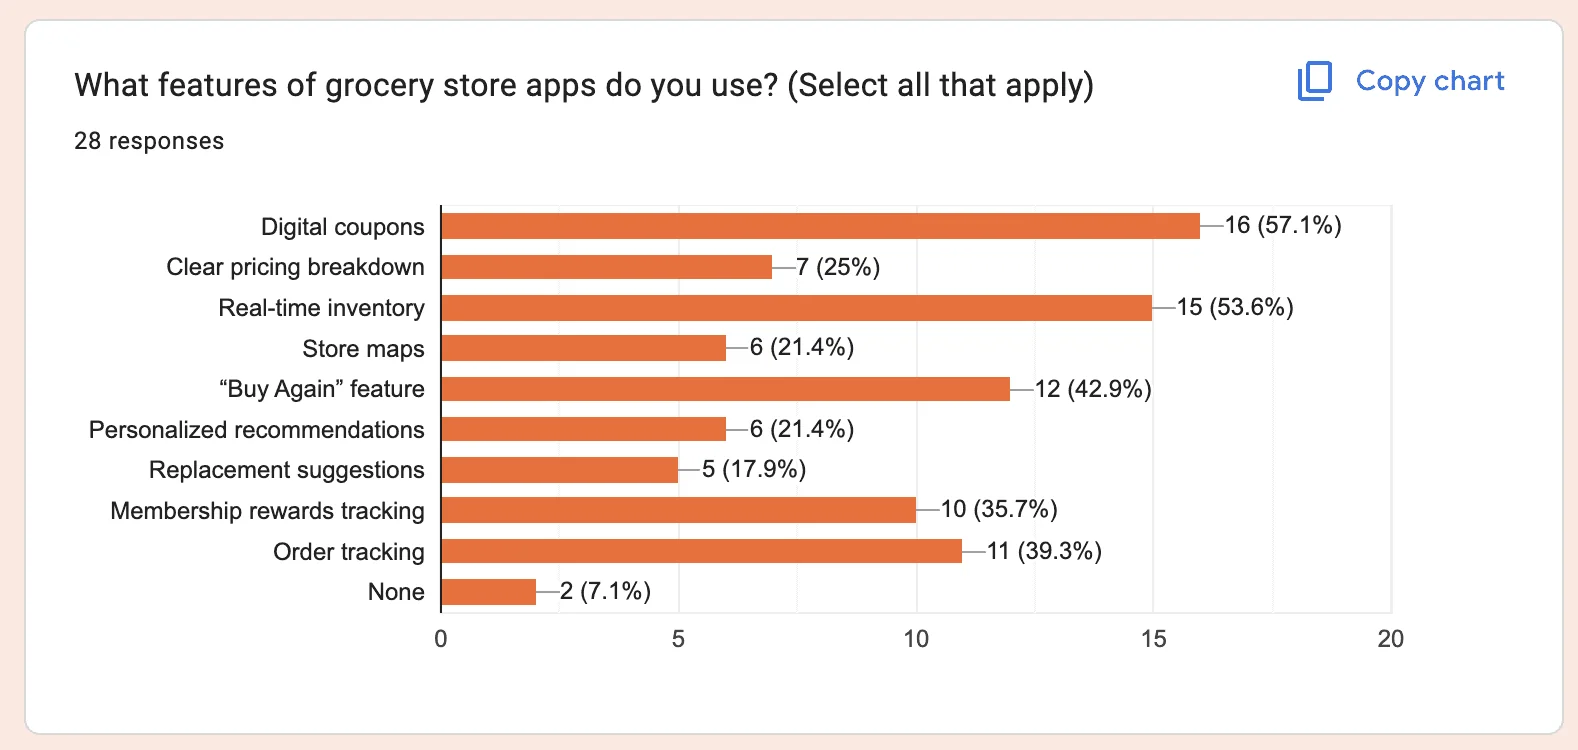 What features of grocery store apps do you use? (Select all that apply)
Copy chart
28 responses
Digital coupons 16 (57.1%)
Clear pricing breakdown 7 (25%)
Real-time inventory 15 (53.6%)
Store maps 6 (21.4%)
“Buy Again” feature 12 (42.9%)
Personalized recommendations 6 (21.4%)
Replacement suggestions 5 (17.9%)
Membership rewards tracking 10 (35.7%)
Order tracking 11 (39.3%)
None 2 (7.1%)
0 5 10 15 20